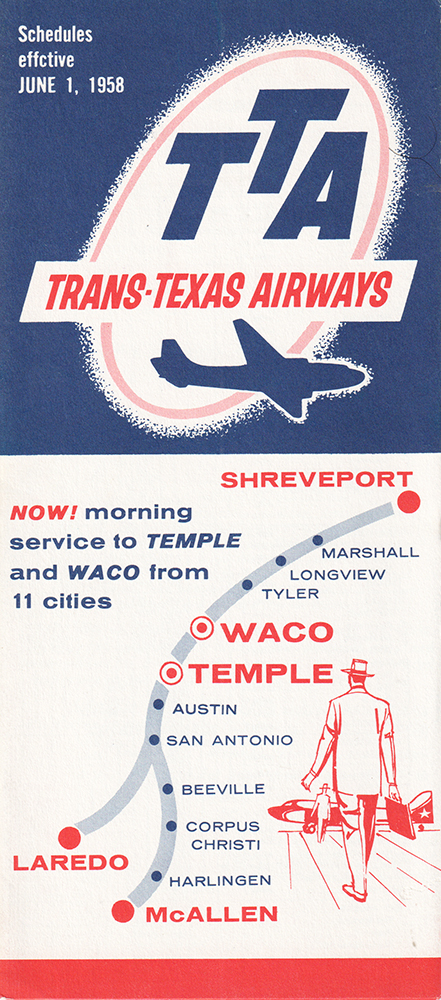 Schedules
effctive
JUNE 1, 1958
TTA
TRANS-TEXAS AIRWAYS
SHREVEPORT
NOW! morning
service to TEMPLE
and WACO from
11 cities
MARSHALL
LONGVIEW
TYLER
WACO
TEMPLE
AUSTIN
SAN ANTONIO
BEEVILLE
CORPUS
CHRISTI
LAREDO
HARLINGEN
McALLEN